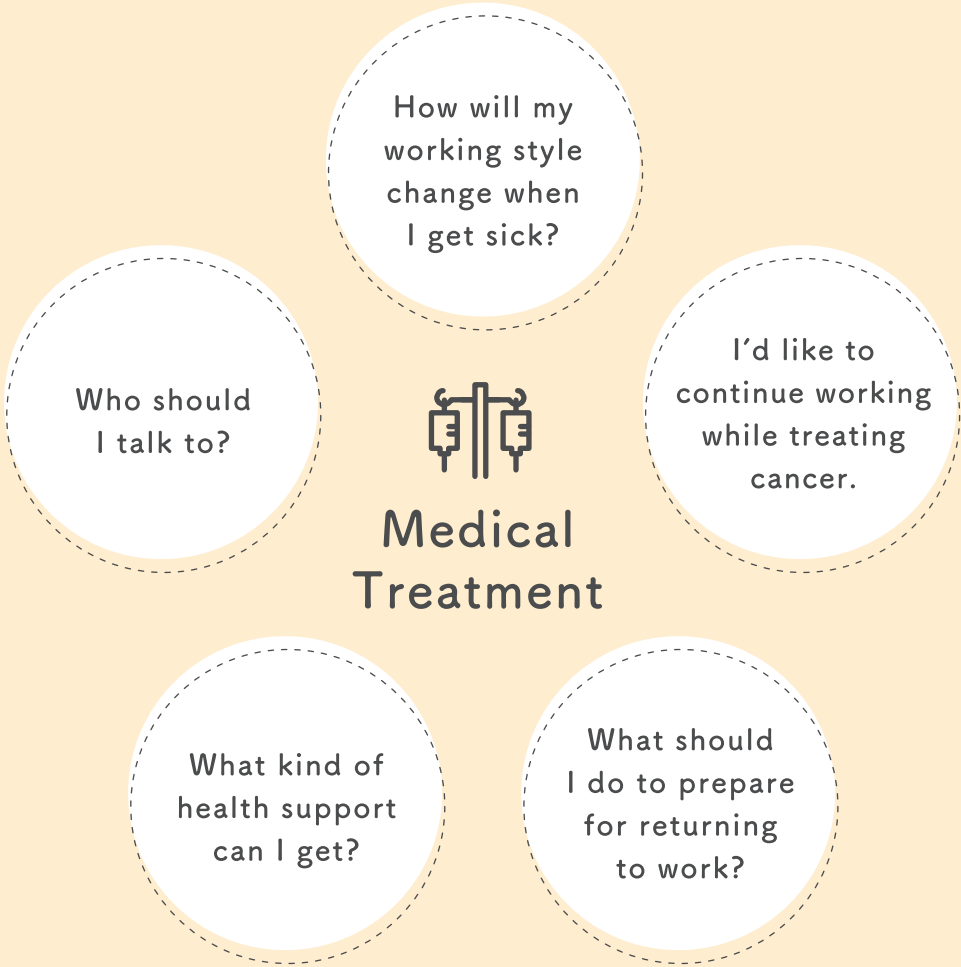 How will my
working style
change when
I get sick?
Who should
I talk to?
I'd like to
continue working
while treating
cancer.
Medical
Treatment
What kind of
health support
can I get?
What should
I do to prepare
for returning
to work?